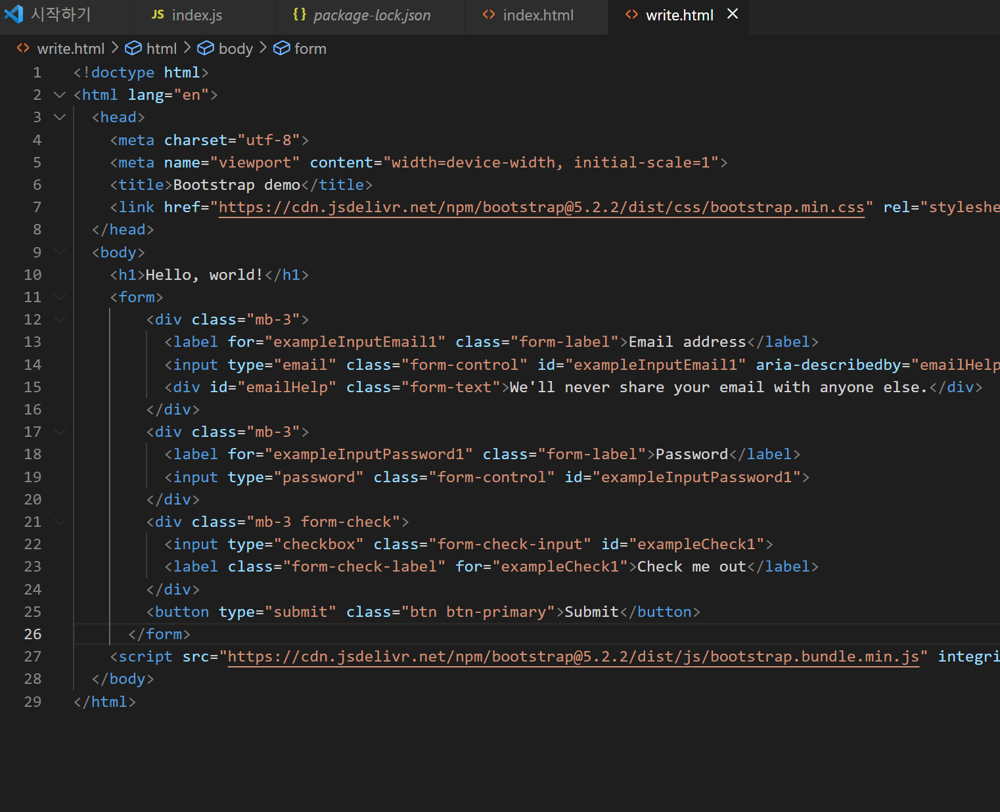 시작하기
JS index.js
{} package-lock.json
<> index.html
<> write.html
<> write.html > html > body > form
1 <!doctype html>
2 <html lang="en">
3 <head>
4 <meta charset="utf-8">
5 <meta name="viewport" content="width=device-width, initial-scale=1">
6 <title>Bootstrap demo</title>
7 <link href="https://cdn.jsdelivr.net/npm/bootstrap@5.2.2/dist/css/bootstrap.min.css" rel="styleshe
8 </head>
9 <body>
10 <h1>Hello, world!</h1>
11 <form>
12 <div class="mb-3">
13 <label for="exampleInputEmail1" class="form-label">Email address</label>
14 <input type="email" class="form-control" id="exampleInputEmail1" aria-describedby="emailHelp
15 <div id="emailHelp" class="form-text">We'll never share your email with anyone else.</div>
16 </div>
17 <div class="mb-3">
18 <label for="exampleInputPassword1" class="form-label">Password</label>
19 <input type="password" class="form-control" id="exampleInputPassword1">
20 </div>
21 <div class="mb-3 form-check">
22 <input type="checkbox" class="form-check-input" id="exampleCheck1">
23 <label class="form-check-label" for="exampleCheck1">Check me out</label>
24 </div>
25 <button type="submit" class="btn btn-primary">Submit</button>
26 </form>
27 <script src="https://cdn.jsdelivr.net/npm/bootstrap@5.2.2/dist/js/bootstrap.bundle.min.js" integri
28 </body>
29 </html>